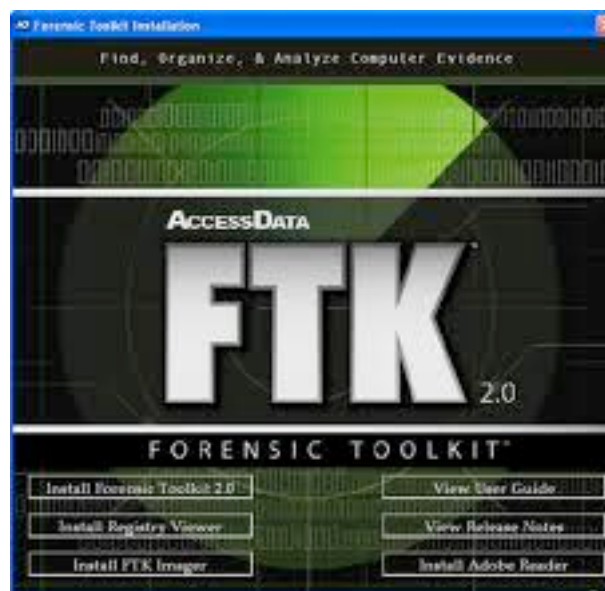 Forensic Toolkit Installation
Find, Organize, & Analyze Computer Evidence
ACCESSDATA
FTK
2.0
FORENSIC TOOLKIT
Install Forensic Toolkit 2.0
View User Guide
Install Registry Viewer
View Release Notes
Install FTK Imager
Install Adobe Reader